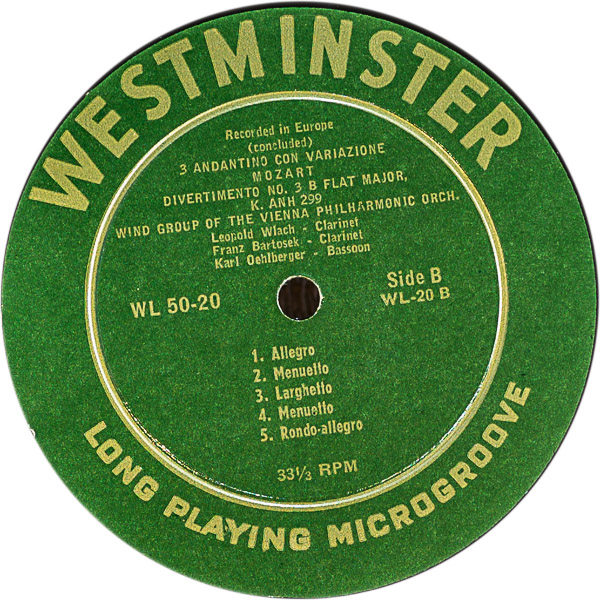 WESTMINSTER
Recorded in Europe
(concluded)
3 ANDANTINO CON VARIAZIONE
MOZART
DIVERTIMENTO NO. 3 B FLAT MAJOR,
K. ANH 299
WIND GROUP OF THE VIENNA PHILHARMONIC ORCH.
Leopold Wlach - Clarinet
Franz Bartosek - Clarinet
Karl Oehlberger - Bassoon
WL 50-20
Side B
WL-20 B
1. Allegro
2. Menuetto
3. Larghetto
4. Menuetto
5. Rondo-allegro
33⅓ RPM
LONG PLAYING MICROGROOVE